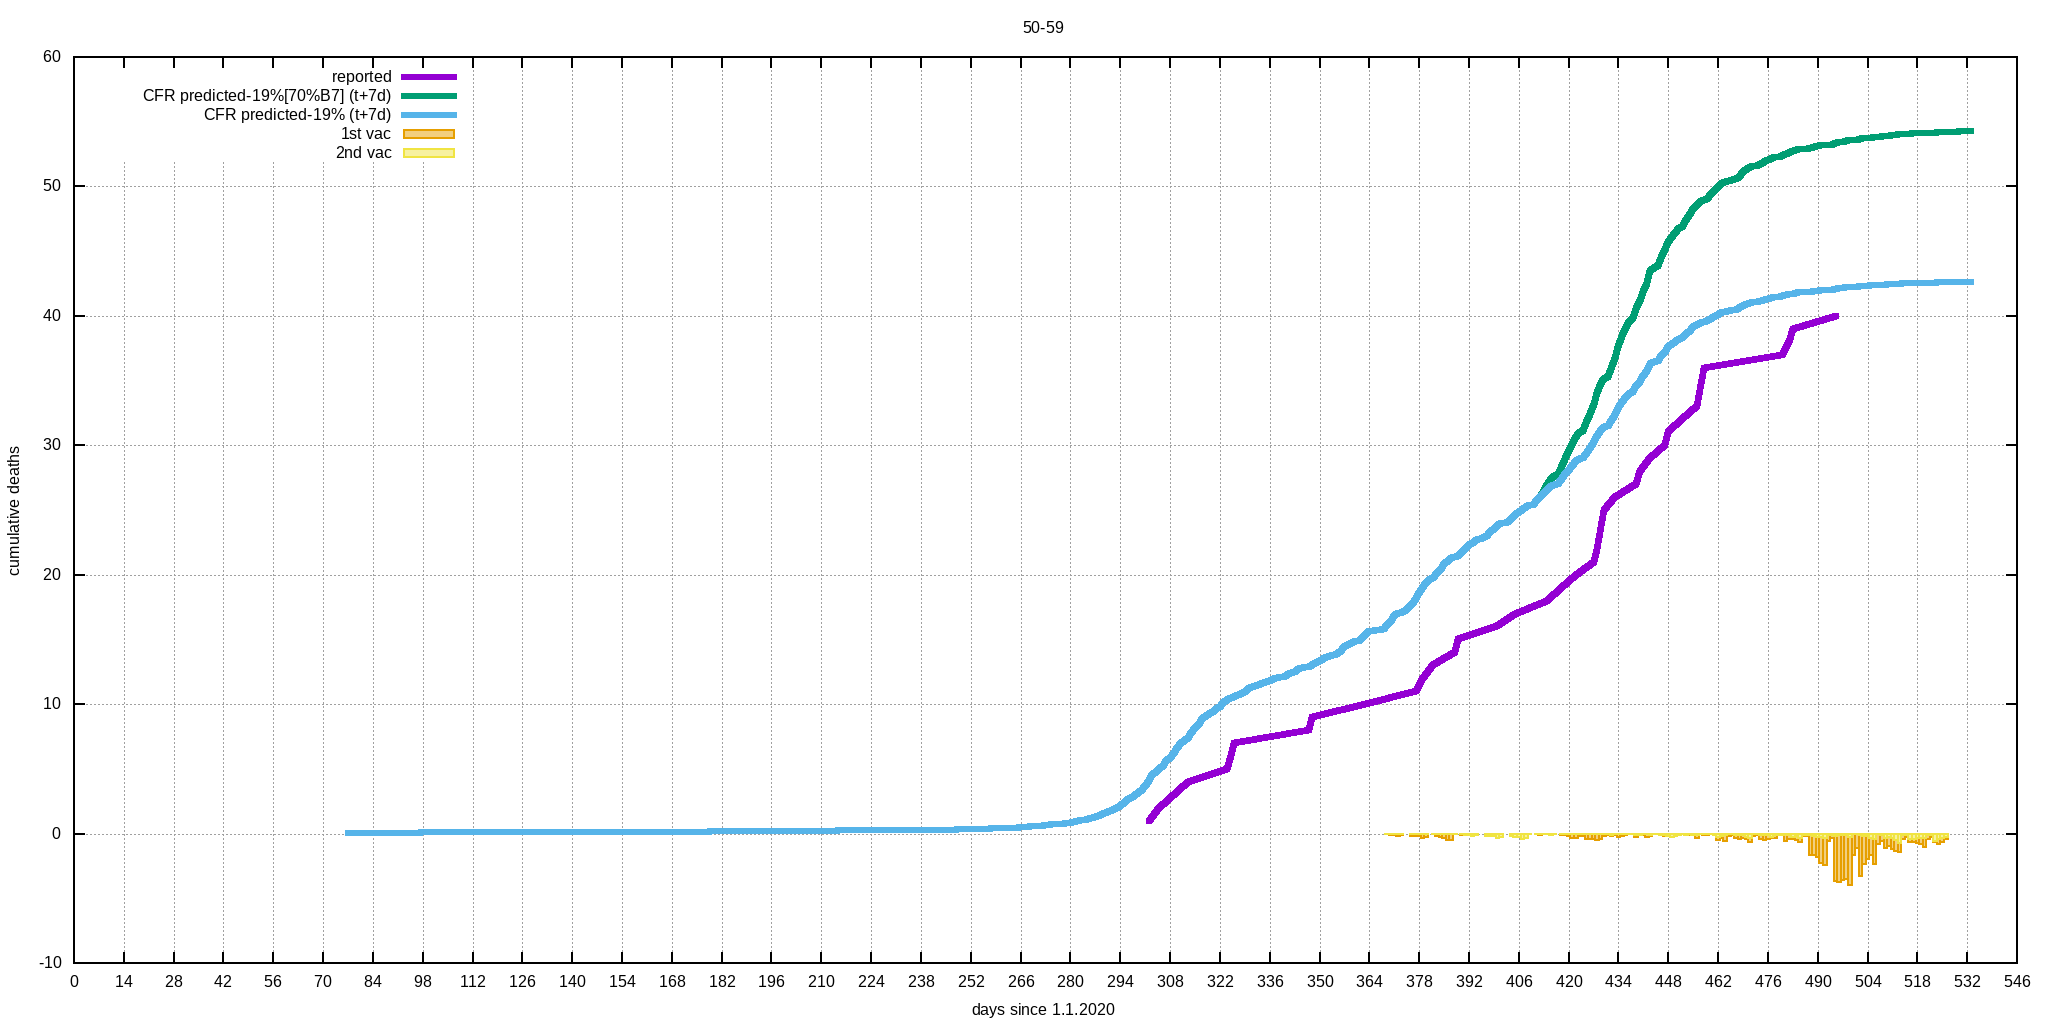 50-59
60
50
40
30
20
10
0
-10
cumulative deaths
reported
CFR predicted-19%[70%B7] (t+7d)
CFR predicted-19% (t+7d)
1st vac
2nd vac
0 14 28 42 56 70 84 98 112 126 140 154 168 182 196 210 224 238 252 266 280 294 308 322 336 350 364 378 392 406 420 434 448 462 476 490 504 518 532 546
days since 1.1.2020